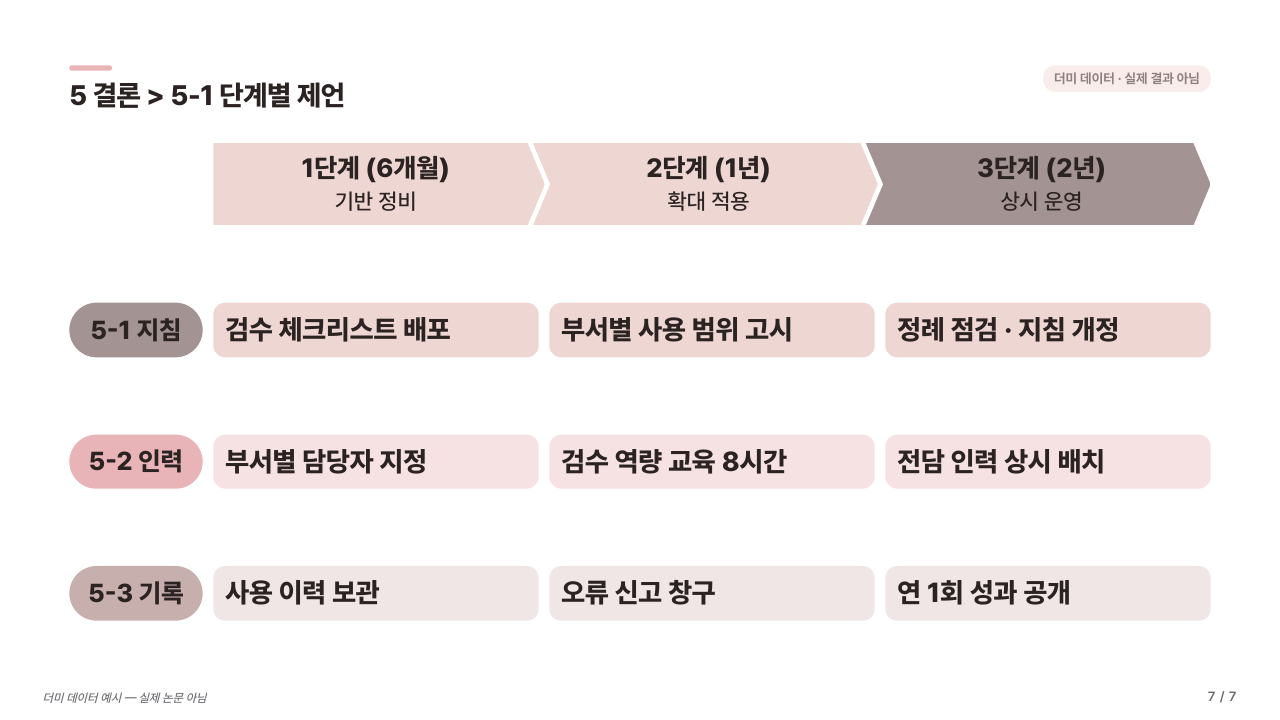 5 결론 > 5-1 단계별 제언
더미 데이터 · 실제 결과 아님
1단계 (6개월)
기반 정비
2단계 (1년)
확대 적용
3단계 (2년)
상시 운영
5-1 지침
검수 체크리스트 배포
부서별 사용 범위 고시
정례 점검 · 지침 개정
5-2 인력
부서별 담당자 지정
검수 역량 교육 8시간
전담 인력 상시 배치
5-3 기록
사용 이력 보관
오류 신고 창구
연 1회 성과 공개
더미 데이터 예시 — 실제 논문 아님
7 / 7